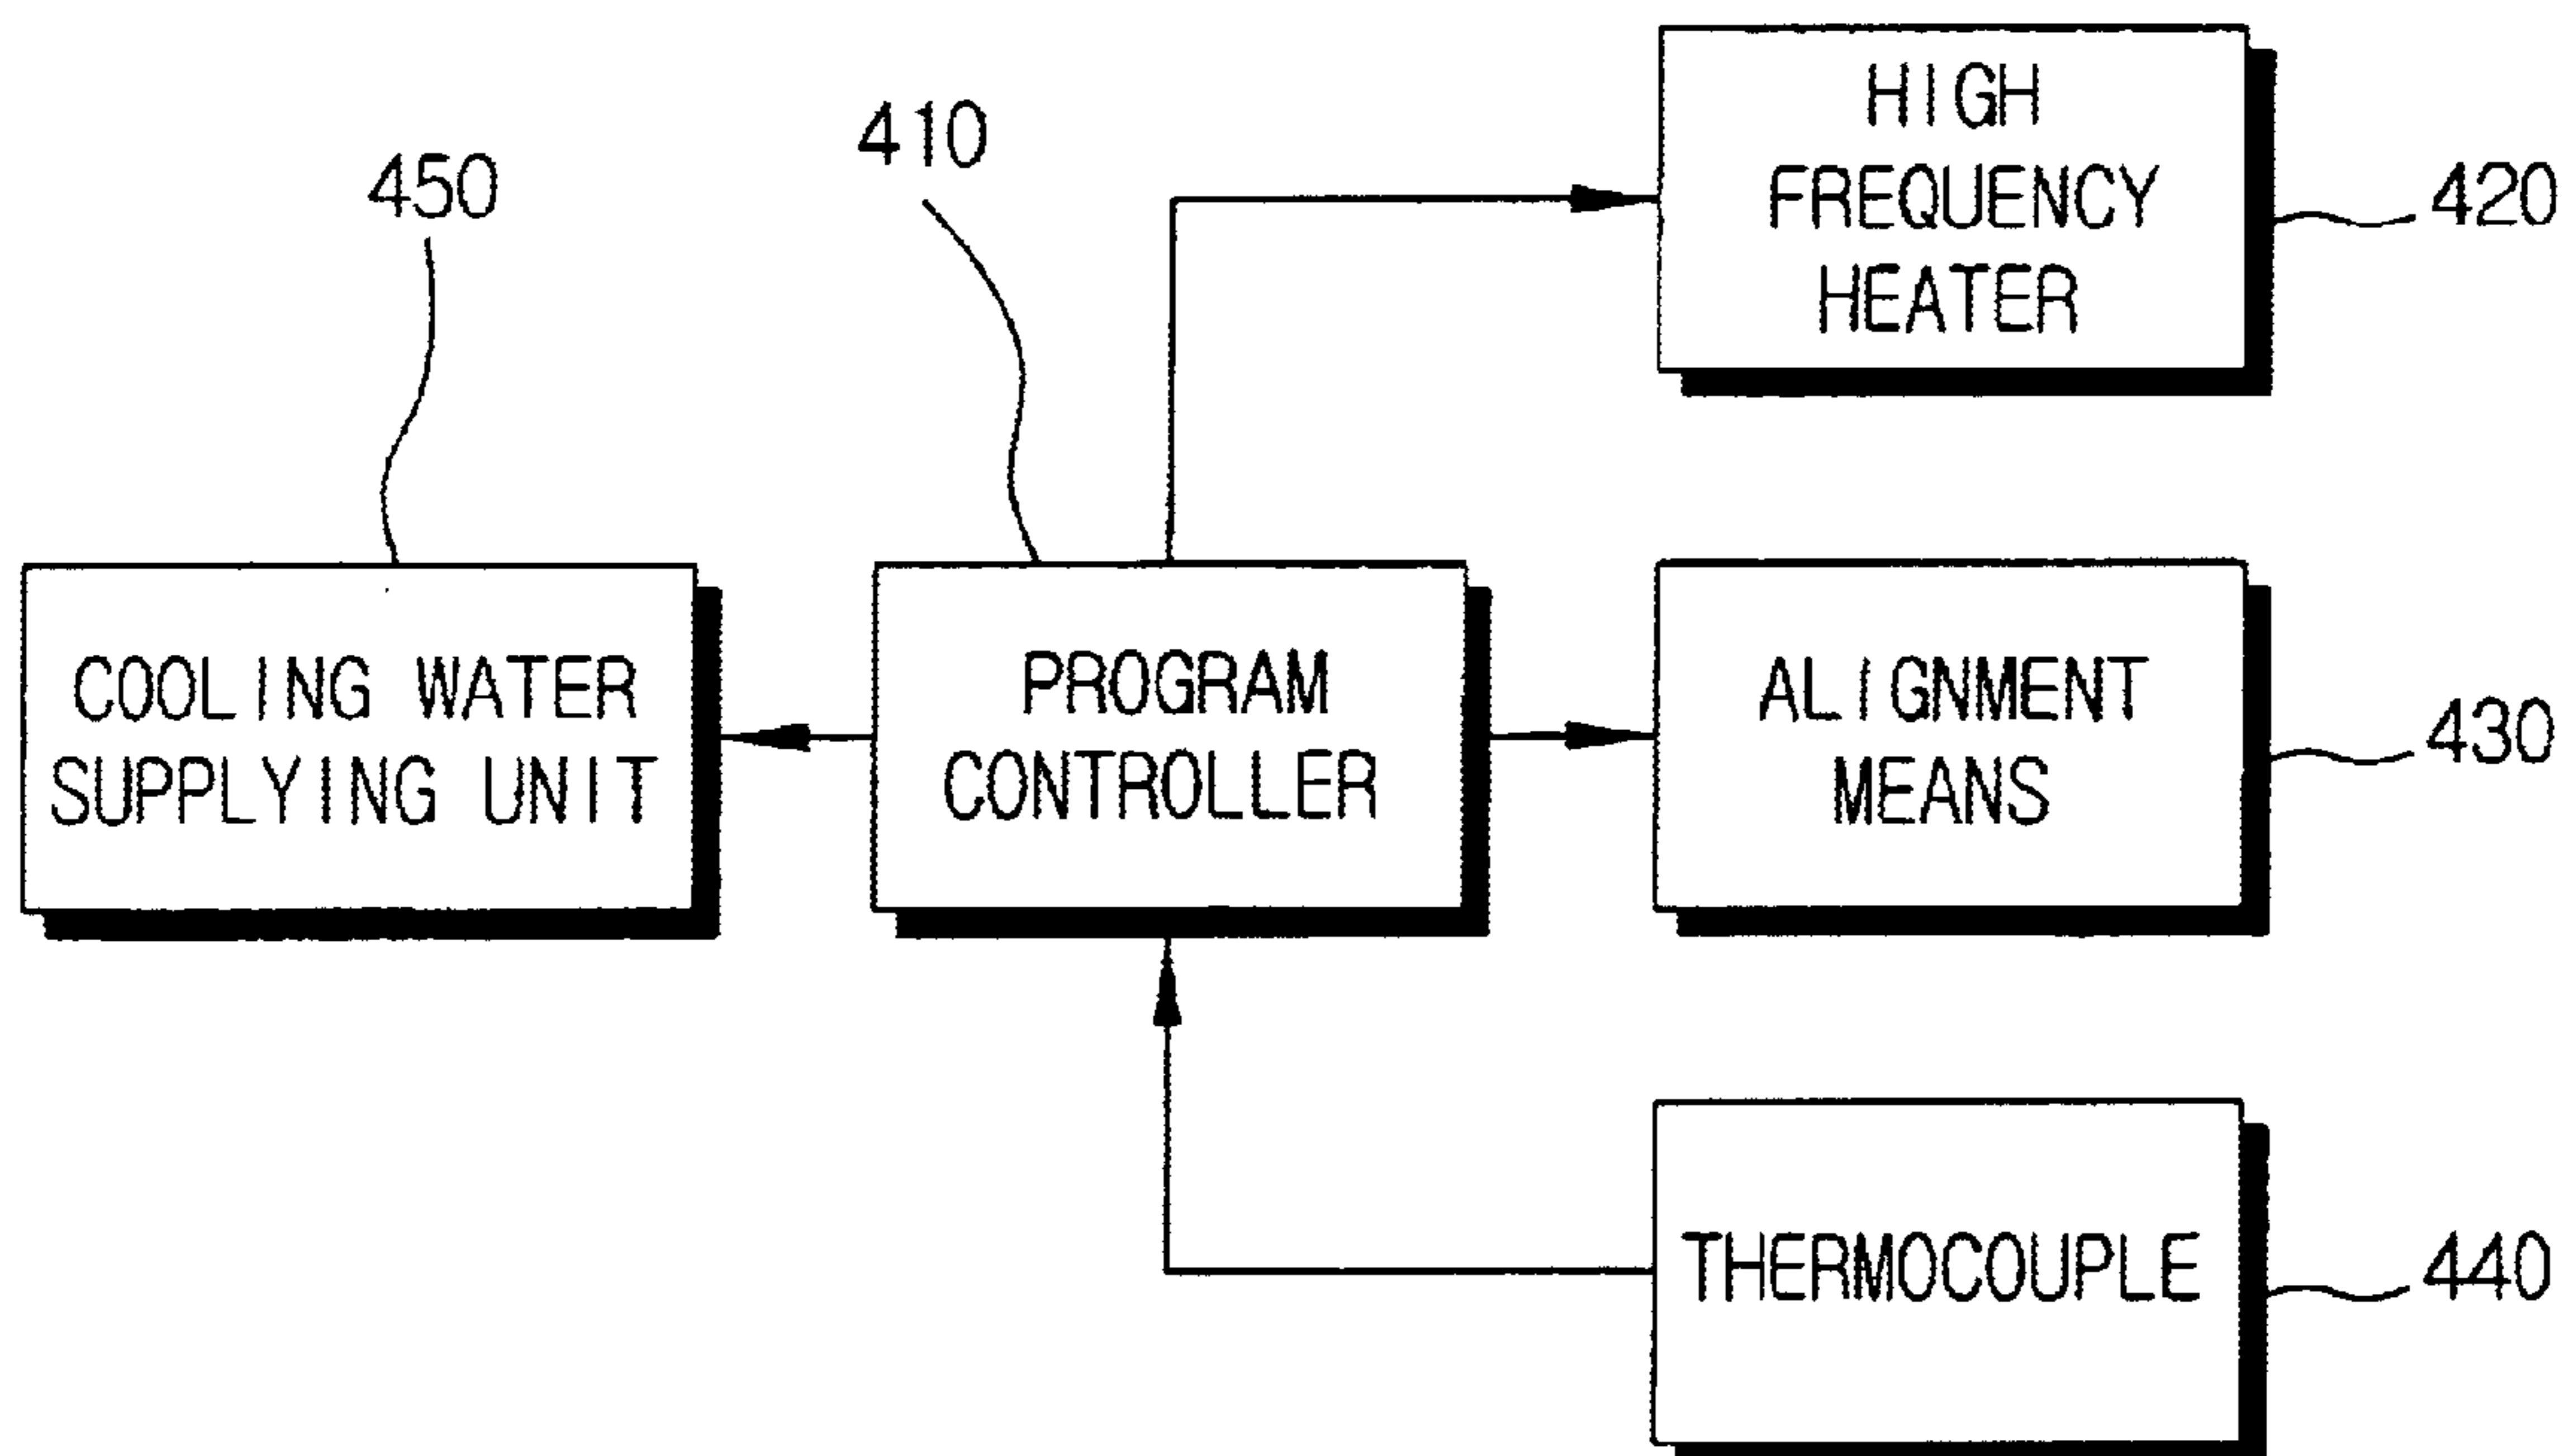 HIGH
FREQUENCY
HEATER
420
410
450
COOLING WATER
SUPPLYING UNIT
PROGRAM
CONTROLLER
ALIGNMENT
MEANS
430
THERMOCOUPLE
440